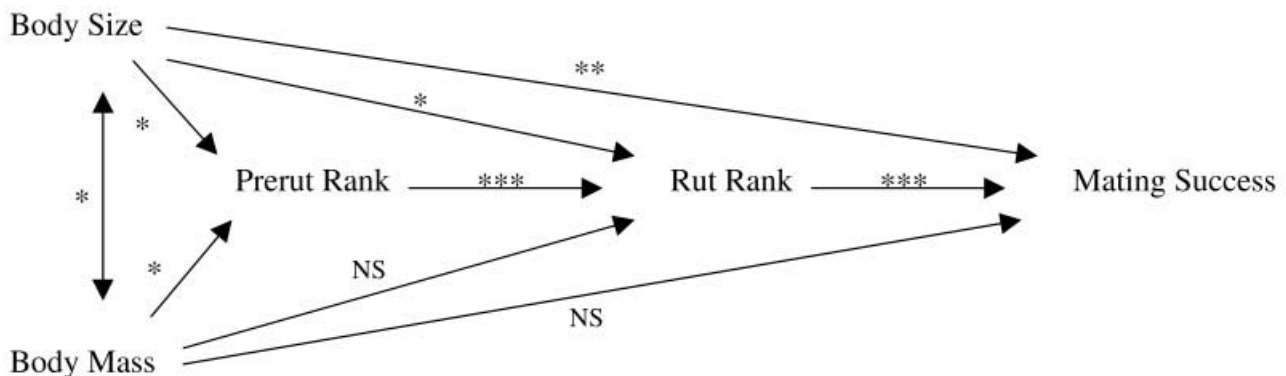 Body Size
**
*
*
Prerut Rank *** Rut Rank *** Mating Success
*
*
NS
NS
Body Mass